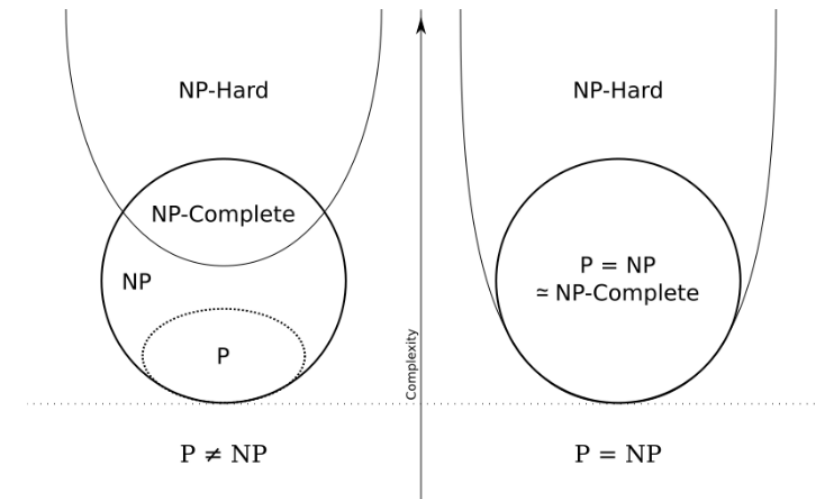 NP-Hard
NP-Complete
NP
P
P ≠ NP
Complexity
NP-Hard
P = NP
≃ NP-Complete
P = NP